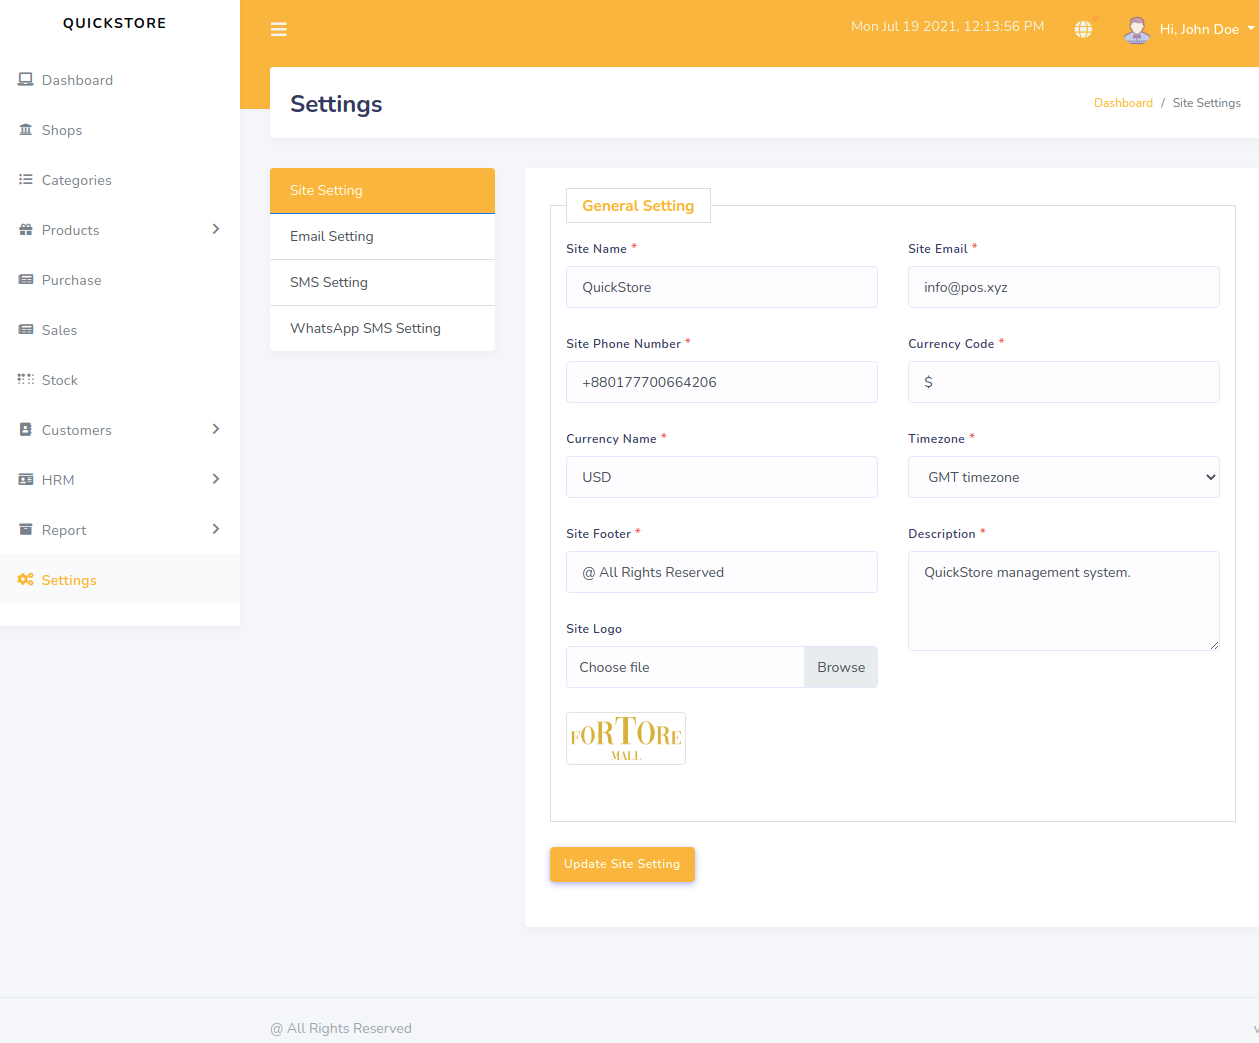 QUICKSTORE
Mon Jul 19 2021, 12:13:56 PM
Hi, John Doe
Dashboard
Shops
Categories
Products
Purchase
Sales
Stock
Customers
HRM
Report
Settings
Settings
Dashboard / Site Settings
Site Setting
Email Setting
SMS Setting
WhatsApp SMS Setting
General Setting
Site Name *
QuickStore
Site Email *
info@pos.xyz
Site Phone Number *
+880177700664206
Currency Code *
$
Currency Name *
USD
Timezone *
GMT timezone
Site Footer *
@ All Rights Reserved
Description *
QuickStore management system.
Site Logo
Choose file
Browse
FORTORE
MALL
Update Site Setting
@ All Rights Reserved